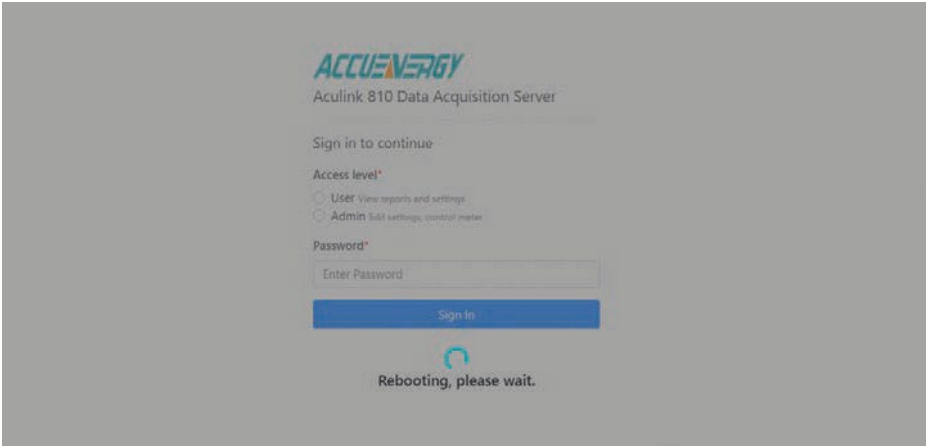 ACCUENERGY
Aculink 810 Data Acquisition Server
Sign in to continue
Access level*
User View reports and settings
Admin Edit settings, control meter
Password*
Enter Password
Sign In
Rebooting, please wait.